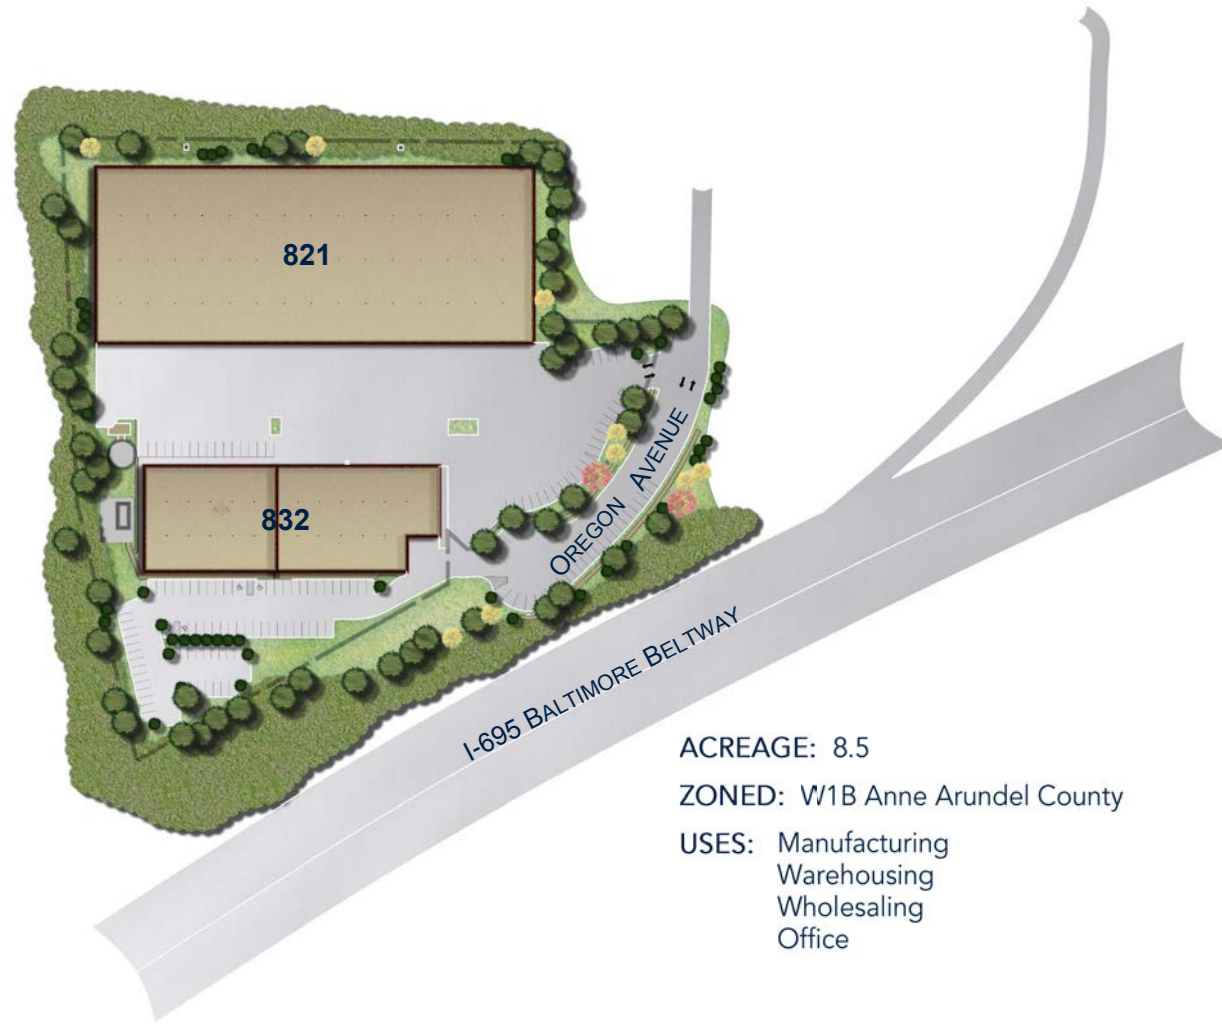 821
832
OREGON AVENUE
I-695 BALTIMORE BELTWAY
ACREAGE: 8.5
ZONED: W1B Anne Arundel County
USES: Manufacturing
Warehousing
Wholesaling
Office